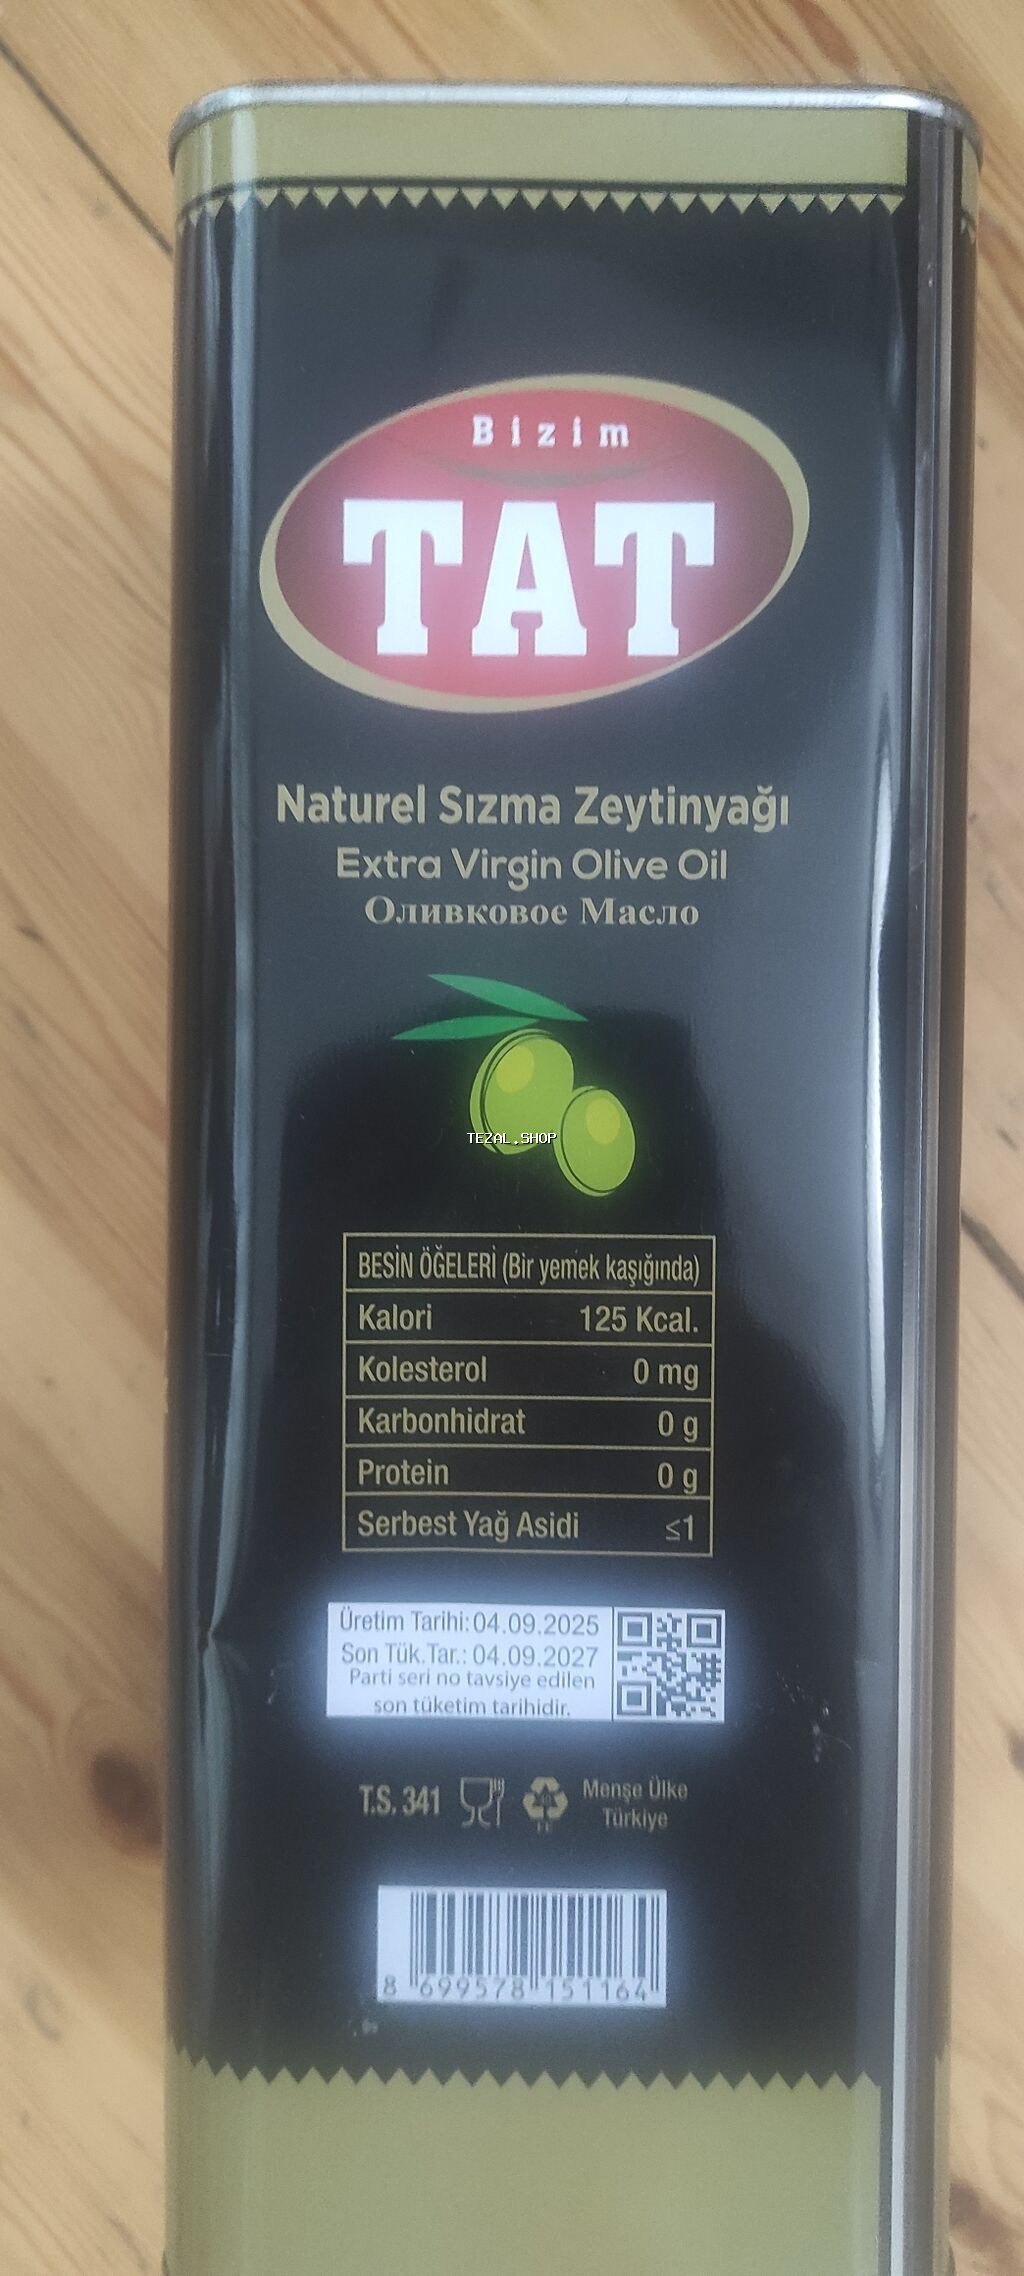 Bizim
TAT
Naturel Sızma Zeytinyağı
Extra Virgin Olive Oil
Оливковое Масло
TEZAL.SHOP
BESİN ÖĞELERİ (Bir yemek kaşığında)
Kalori 125 Kcal.
Kolesterol 0 mg
Karbonhidrat 0 g
Protein 0 g
Serbest Yağ Asidi ≤1
Üretim Tarihi: 04.09.2025
Son Tük.Tar.: 04.09.2027
Parti seri no tavsiye edilen
son tüketim tarihidir.
T.S. 341
Menşe Ülke
Türkiye
8 699578 151164